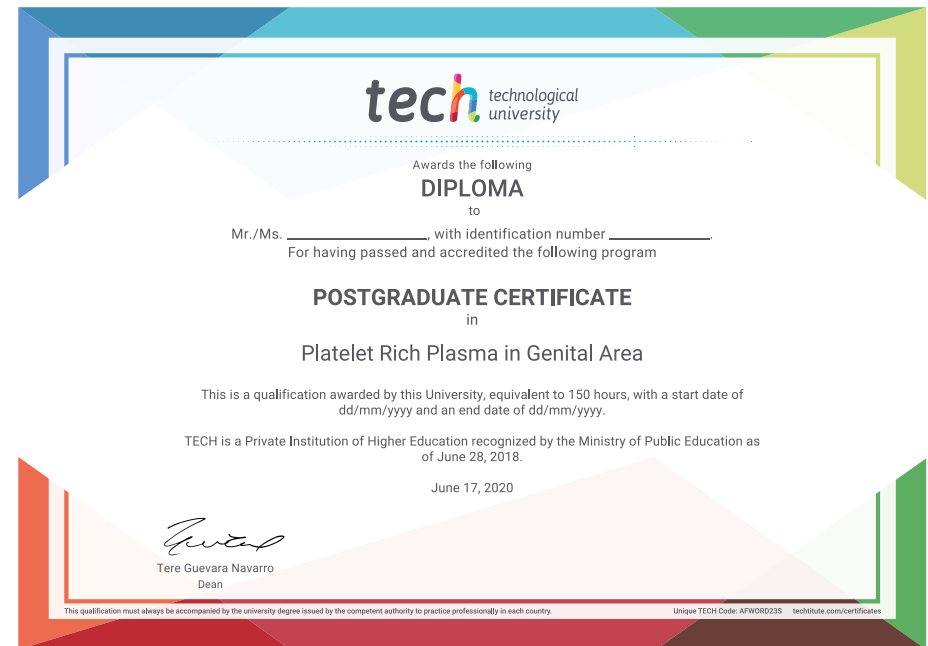 tech technological
university
Awards the following
DIPLOMA
to
Mr./Ms. ____________________, with identification number ______________.
For having passed and accredited the following program
POSTGRADUATE CERTIFICATE
in
Platelet Rich Plasma in Genital Area
This is a qualification awarded by this University, equivalent to 150 hours, with a start date of
dd/mm/yyyy and an end date of dd/mm/yyyy.
TECH is a Private Institution of Higher Education recognized by the Ministry of Public Education as
of June 28, 2018.
June 17, 2020
Tere Guevara Navarro
Dean
This qualification must always be accompanied by the university degree issued by the competent authority to practice professionally in each country.
Unique TECH Code: AFWORD23S techtitute.com/certificates